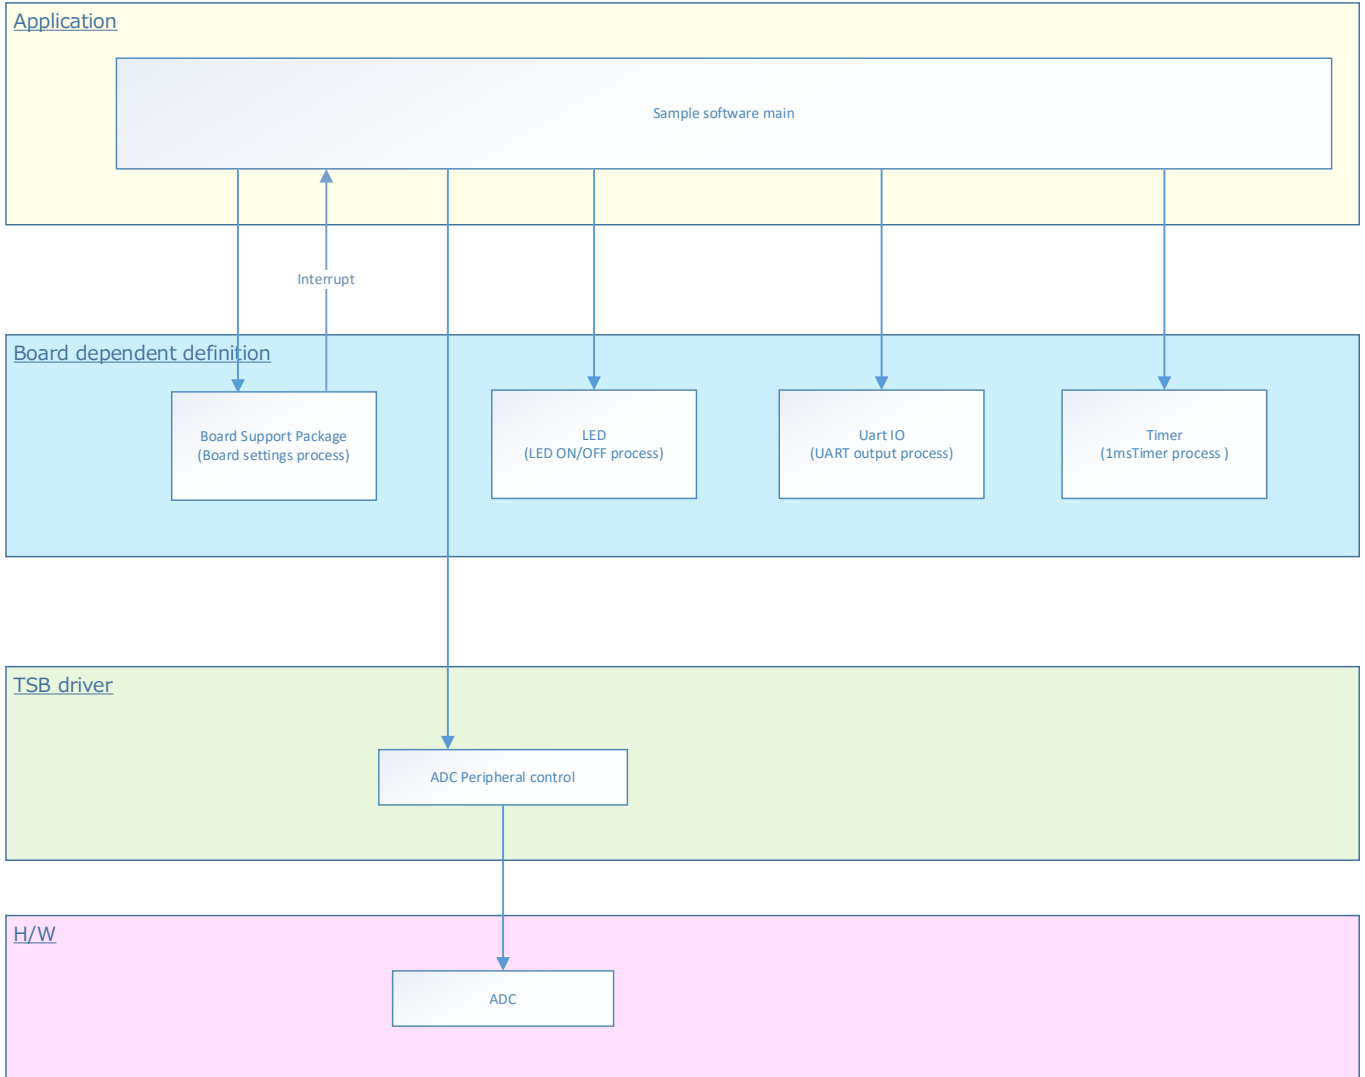 Application
Sample software main
Interrupt
Board dependent definition
Board Support Package
(Board settings process)
LED
(LED ON/OFF process)
Uart IO
(UART output process)
Timer
(1msTimer process )
TSB driver
ADC Peripheral control
H/W
ADC